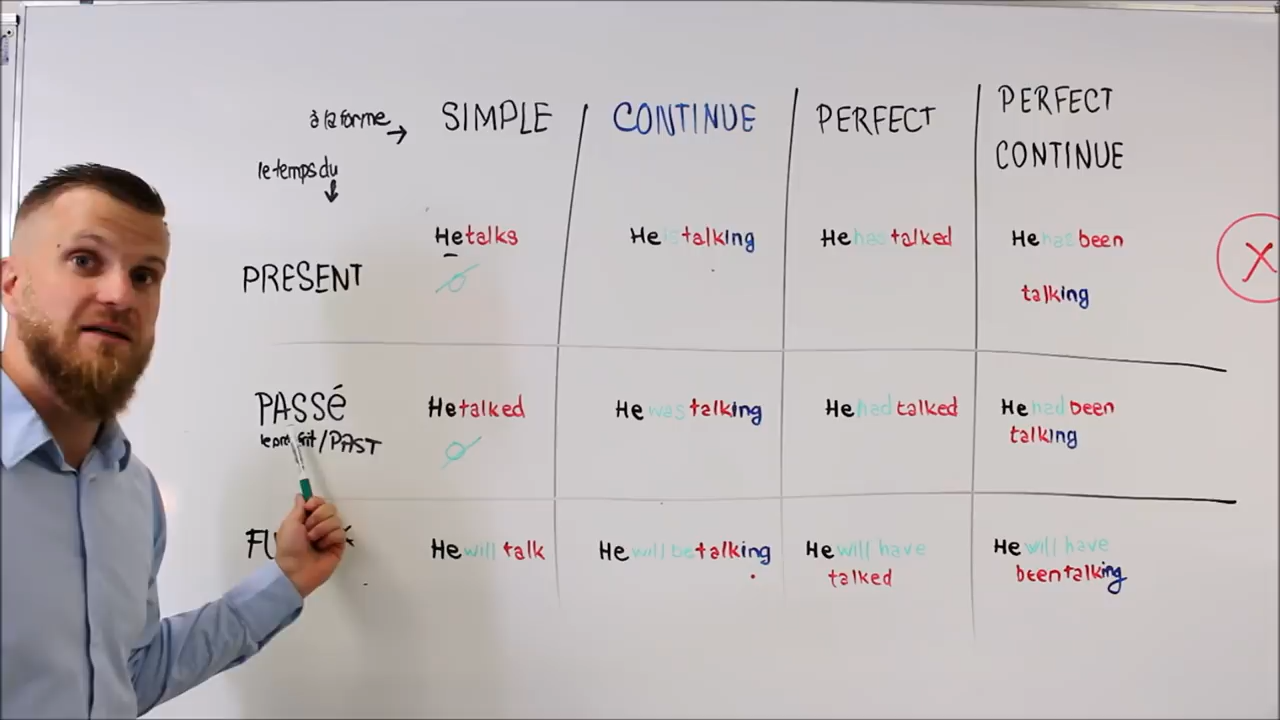 à la forme → SIMPLE CONTINUE PERFECT PERFECT CONTINUE
le temps du ↓
PRESENT He talks He is talking He has talked He has been talking
PASSÉ He talked He was talking He had talked He had been talking
/PAST
He will talk He will be talking He will have talked He will have been talking
X